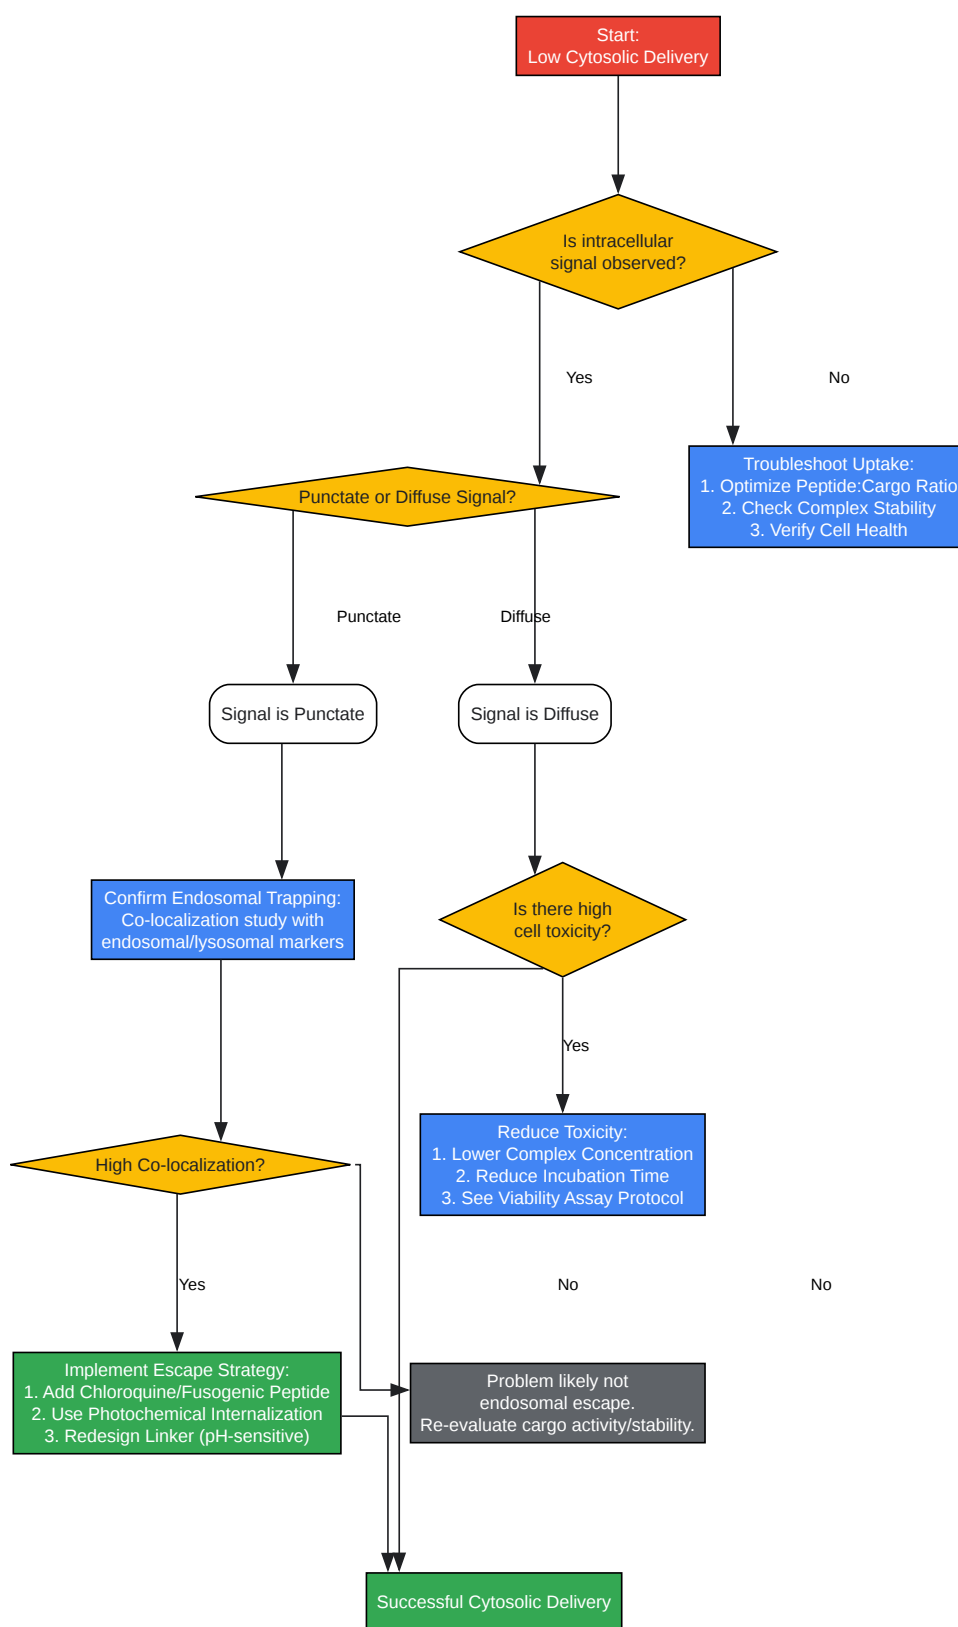 Start:
Low Cytosolic Delivery
Is intracellular
signal observed?
Yes
No
Troubleshoot Uptake:
1. Optimize Peptide:Cargo Ratio
2. Check Complex Stability
3. Verify Cell Health
Punctate or Diffuse Signal?
Punctate
Diffuse
Signal is Punctate
Signal is Diffuse
Confirm Endosomal Trapping:
Co-localization study with
endosomal/lysosomal markers
Is there high
cell toxicity?
Yes
Reduce Toxicity:
1. Lower Complex Concentration
2. Reduce Incubation Time
3. See Viability Assay Protocol
High Co-localization?
Yes
No
No
Implement Escape Strategy:
1. Add Chloroquine/Fusogenic Peptide
2. Use Photochemical Internalization
3. Redesign Linker (pH-sensitive)
Problem likely not
endosomal escape.
Re-evaluate cargo activity/stability.
Successful Cytosolic Delivery